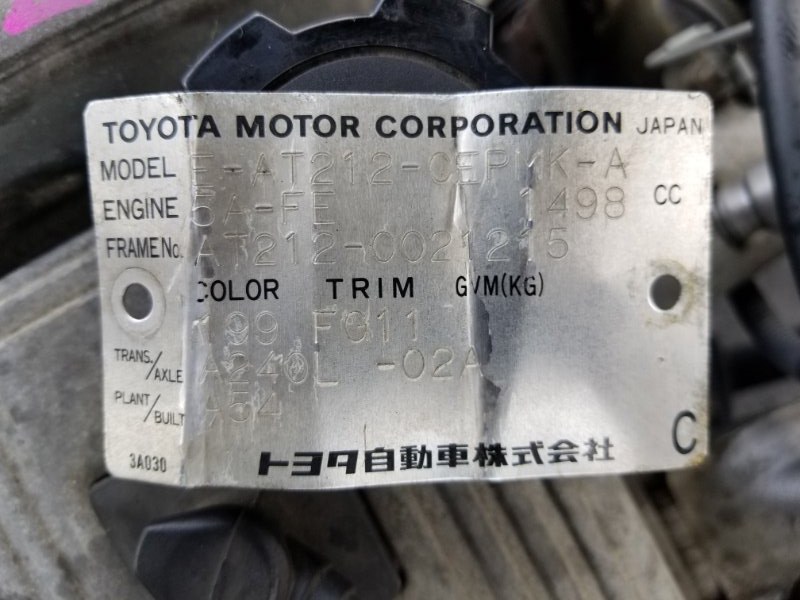 TOYOTA MOTOR CORPORATION JAPAN
MODEL E-AT212-CEPMK-A
ENGINE 5A-FE 1498 CC
FRAME No. AT212-0021215
COLOR TRIM GVM(KG)
199 FG11
TRANS./AXLE A240L -02A
PLANT/BUILT A54
3A030
トヨタ自動車株式会社
C